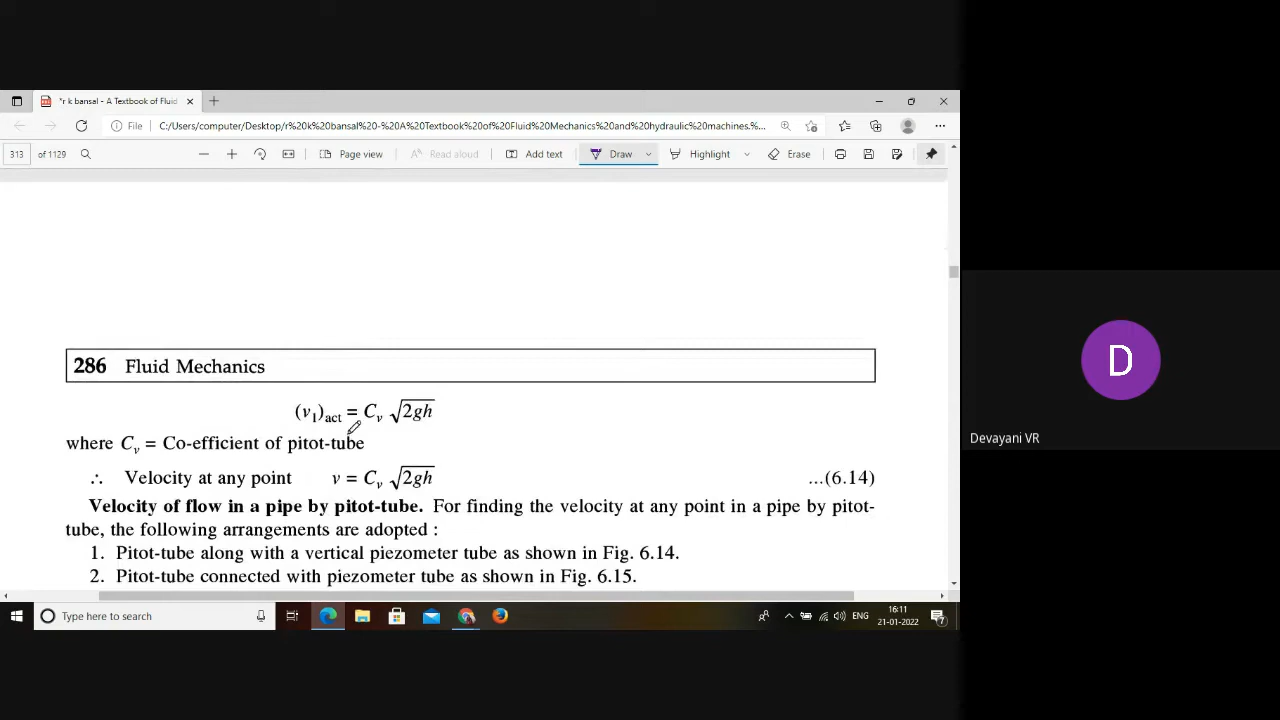 *r k bansal - A Textbook of Fluid
File C:/Users/computer/Desktop/r%20k%20bansal%20-%20A%20Textbook%20of%20Fluid%20Mechanics%20and%20hydraulic%20machines.%...
313 of 1129 Page view Read aloud Add text Draw Highlight Erase
286 Fluid Mechanics
(v₁)act = Cᵥ √2gh
where Cᵥ = Co-efficient of pitot-tube
∴ Velocity at any point v = Cᵥ √2gh ...(6.14)
Velocity of flow in a pipe by pitot-tube. For finding the velocity at any point in a pipe by pitot-
tube, the following arrangements are adopted :
1. Pitot-tube along with a vertical piezometer tube as shown in Fig. 6.14.
2. Pitot-tube connected with piezometer tube as shown in Fig. 6.15.
Type here to search
ENG
16:11
21-01-2022
7
D
Devayani VR